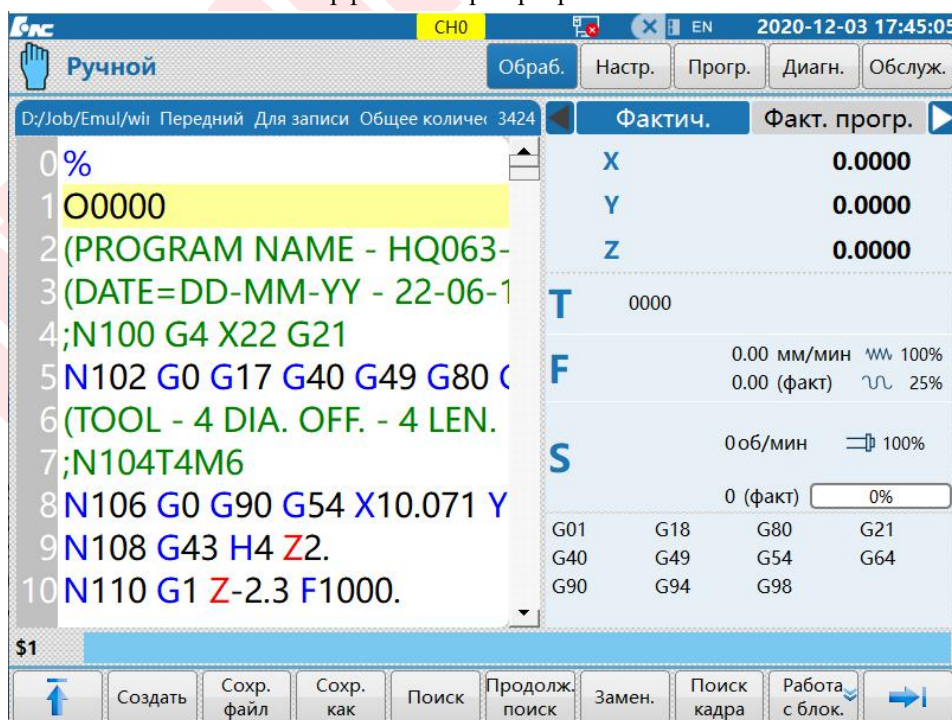 CH0 EN 2020-12-03 17:45:05
Ручной Обраб. Настр. Прогр. Диагн. Обслуж.
D:/Job/Emul/wi Передний Для записи Общее количе 3424
Фактич. Факт. прогр.
0 %
1 O0000
2 (PROGRAM NAME - HQ063-
3 (DATE=DD-MM-YY - 22-06-1
4 ;N100 G4 X22 G21
5 N102 G0 G17 G40 G49 G80
6 (TOOL - 4 DIA. OFF. - 4 LEN.
7 ;N104T4M6
8 N106 G0 G90 G54 X10.071 Y
9 N108 G43 H4 Z2.
10 N110 G1 Z-2.3 F1000.
X 0.0000
Y 0.0000
Z 0.0000
T 0000
F 0.00 мм/мин 100%
0.00 (факт) 25%
S 0об/мин 100%
0 (факт) 0%
G01 G18 G80 G21
G40 G49 G54 G64
G90 G94 G98
$1
Создать
Сохр. файл
Сохр. как
Поиск
Продолж. поиск
Замен.
Поиск кадра
Работа с блок.